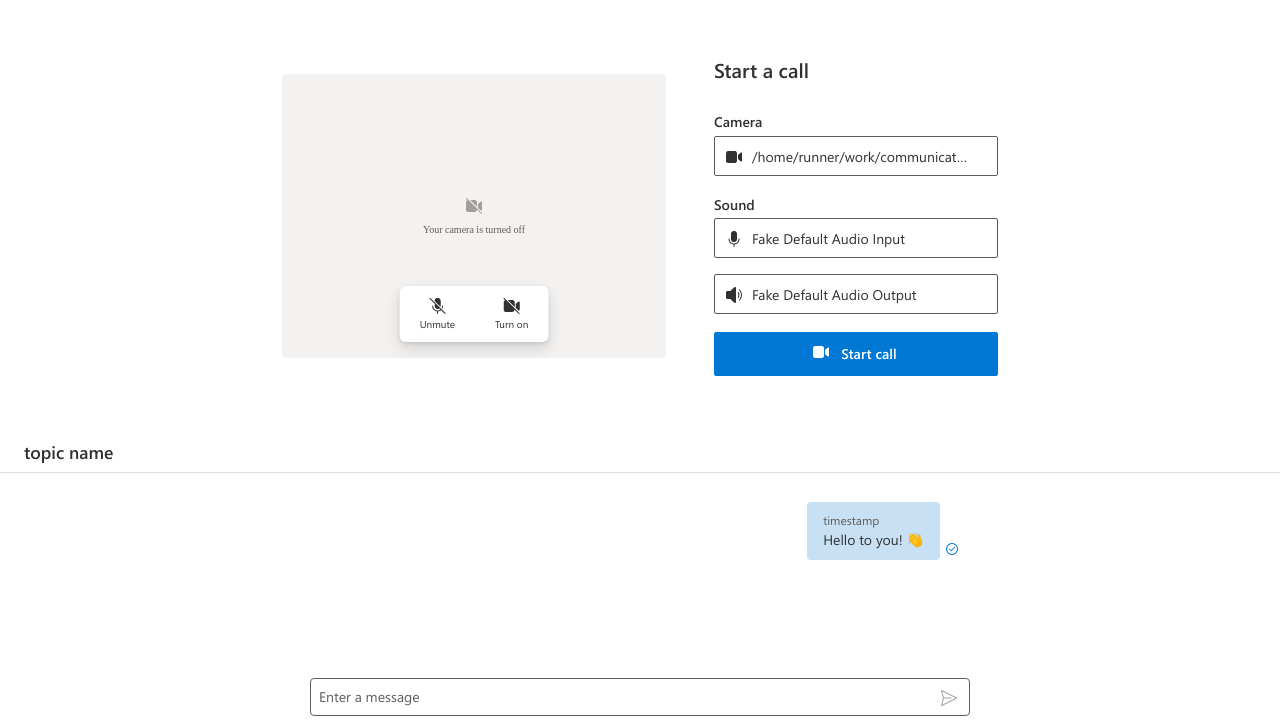 Start a call
Camera
/home/runner/work/communicat...
Your camera is turned off
Unmute
Turn on
Sound
Fake Default Audio Input
Fake Default Audio Output
Start call
topic name
timestamp
Hello to you! 👋
Enter a message